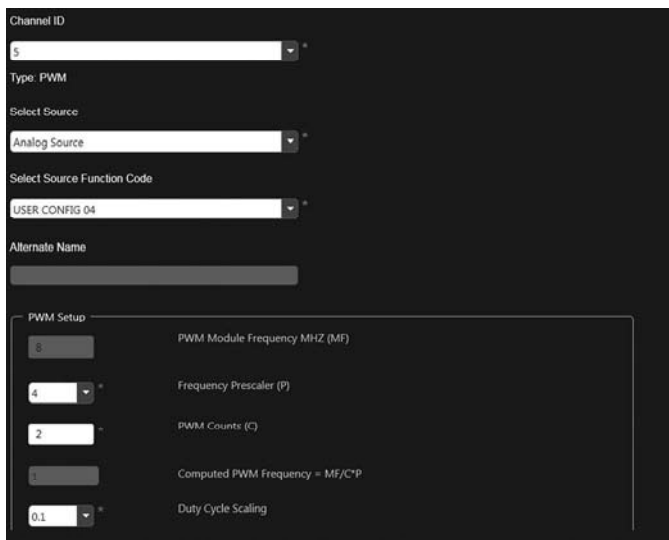 Channel ID
5 *
Type: PWM
Select Source
Analog Source *
Select Source Function Code
USER CONFIG 04 *
Alternate Name
PWM Setup
8 PWM Module Frequency MHZ (MF)
4 * Frequency Prescaler (P)
2 * PWM Counts (C)
1 Computed PWM Frequency = MF/C*P
0.1 * Duty Cycle Scaling